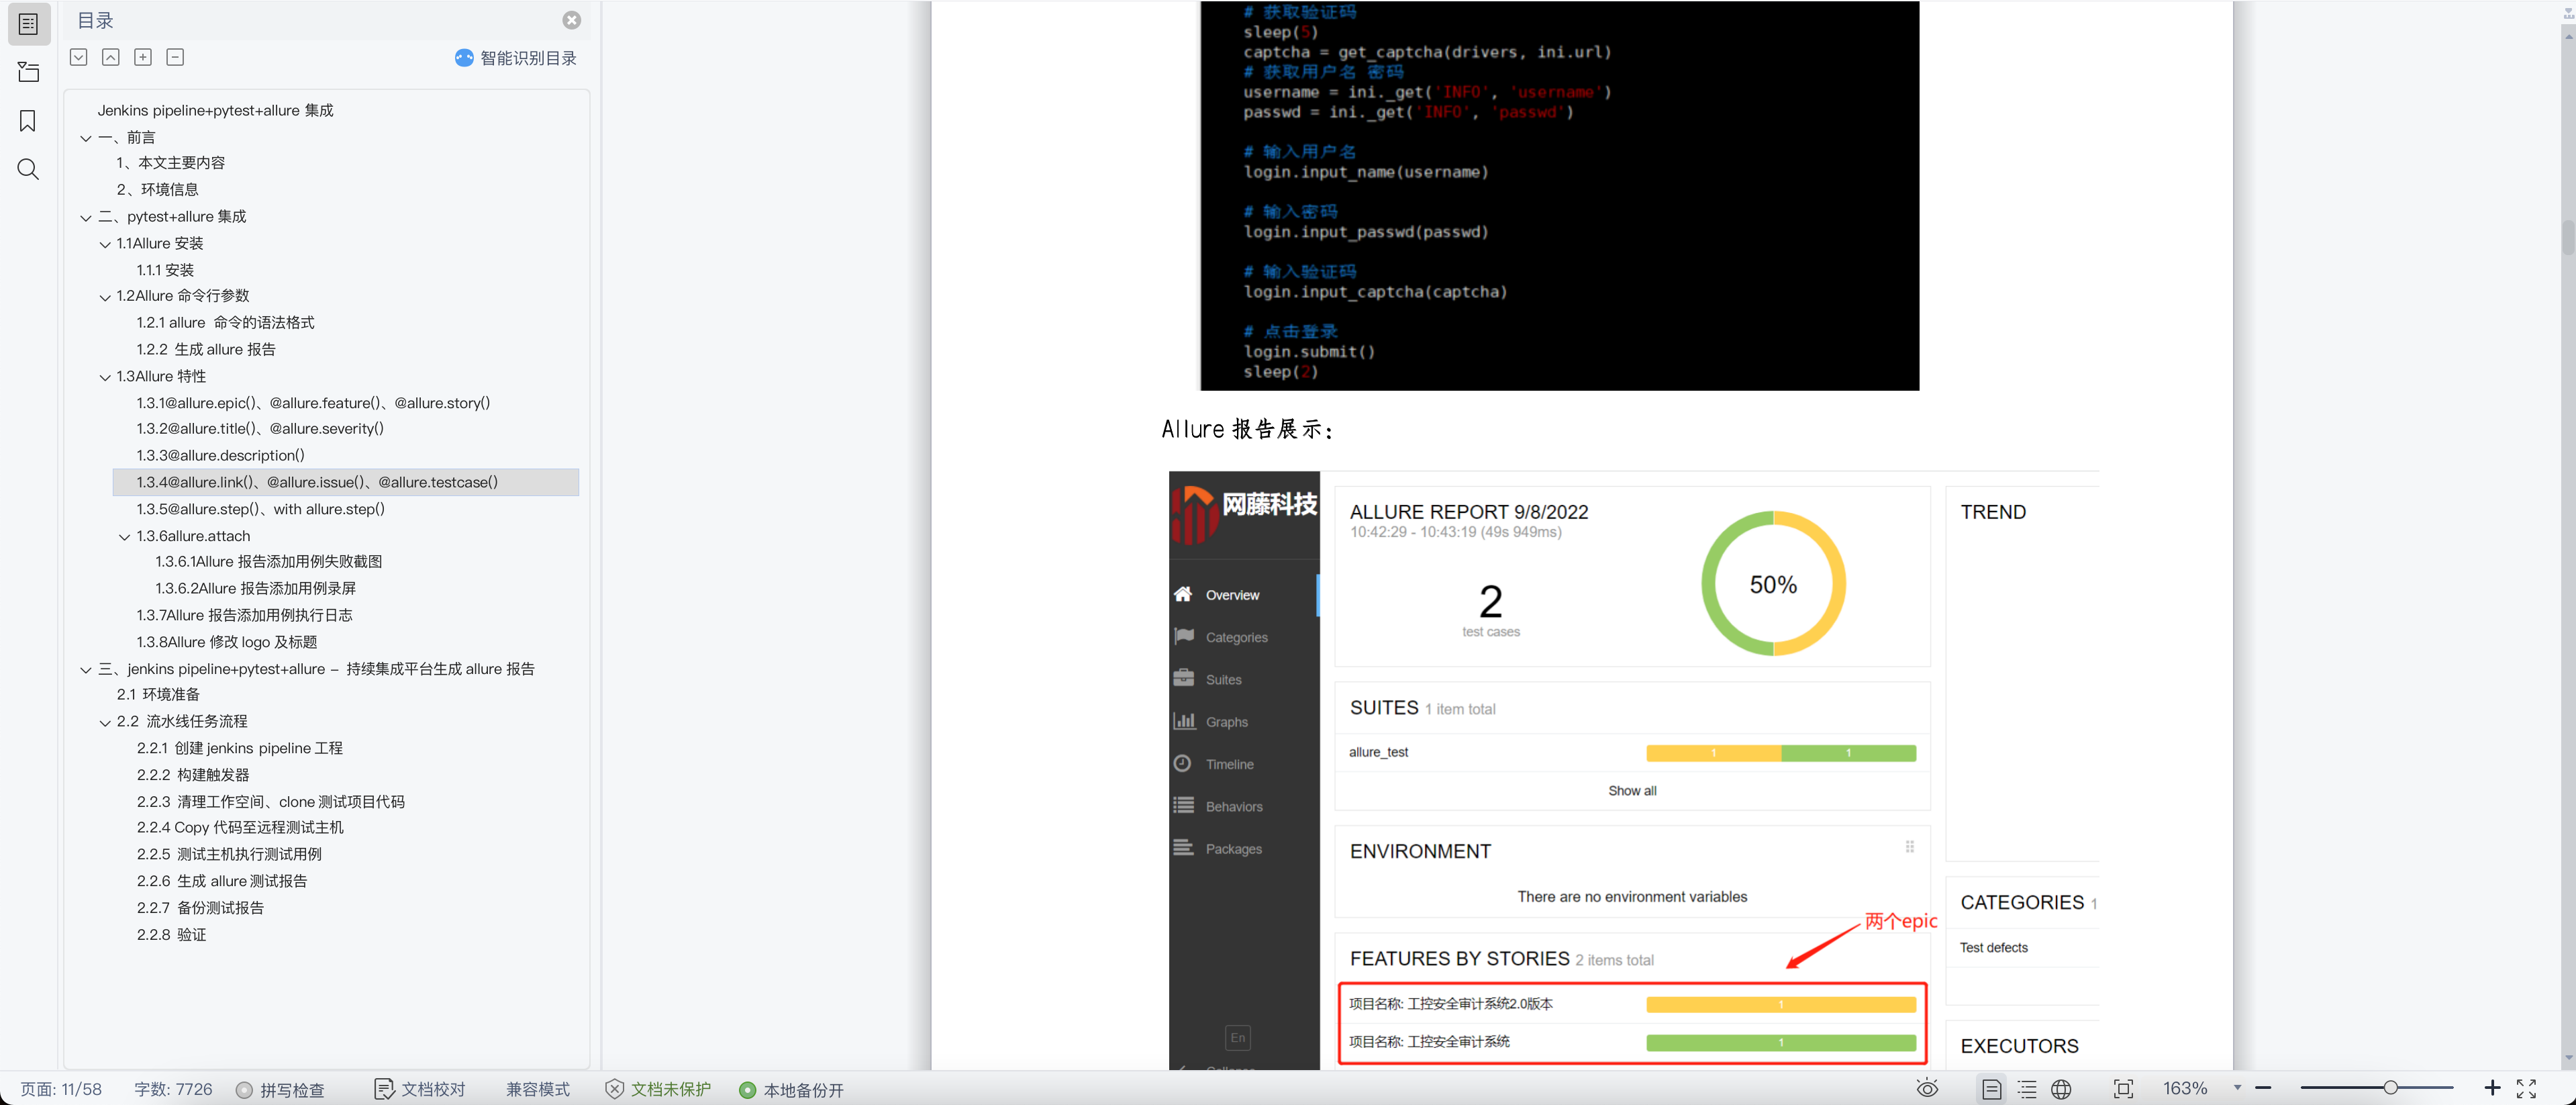 目录
智能识别目录
Jenkins pipeline+pytest+allure 集成
一、前言
1、本文主要内容
2、环境信息
二、pytest+allure 集成
1.1Allure 安装
1.1.1 安装
1.2Allure 命令行参数
1.2.1 allure 命令的语法格式
1.2.2 生成 allure 报告
1.3Allure 特性
1.3.1@allure.epic()、@allure.feature()、@allure.story()
1.3.2@allure.title()、@allure.severity()
1.3.3@allure.description()
1.3.4@allure.link()、@allure.issue()、@allure.testcase()
1.3.5@allure.step()、with allure.step()
1.3.6allure.attach
1.3.6.1Allure 报告添加用例失败截图
1.3.6.2Allure 报告添加用例录屏
1.3.7Allure 报告添加用例执行日志
1.3.8Allure 修改 logo 及标题
三、jenkins pipeline+pytest+allure – 持续集成平台生成 allure 报告
2.1 环境准备
2.2 流水线任务流程
2.2.1 创建 jenkins pipeline 工程
2.2.2 构建触发器
2.2.3 清理工作空间、clone 测试项目代码
2.2.4 Copy 代码至远程测试主机
2.2.5 测试主机执行测试用例
2.2.6 生成 allure 测试报告
2.2.7 备份测试报告
2.2.8 验证
# 获取验证码
sleep(5)
captcha = get_captcha(drivers, ini.url)
# 获取用户名 密码
username = ini._get('INFO', 'username')
passwd = ini._get('INFO', 'passwd')
# 输入用户名
login.input_name(username)
# 输入密码
login.input_passwd(passwd)
# 输入验证码
login.input_captcha(captcha)
# 点击登录
login.submit()
sleep(2)
Allure 报告展示：
网藤科技
Overview
Categories
Suites
Graphs
Timeline
Behaviors
Packages
En
ALLURE REPORT 9/8/2022
10:42:29 - 10:43:19 (49s 949ms)
2
test cases
50%
SUITES 1 item total
allure_test
1 1
Show all
ENVIRONMENT
There are no environment variables
两个epic
FEATURES BY STORIES 2 items total
项目名称: 工控安全审计系统2.0版本
1
项目名称: 工控安全审计系统
1
TREND
CATEGORIES 1
Test defects
EXECUTORS
页面: 11/58 字数: 7726 拼写检查 文档校对 兼容模式 文档未保护 本地备份开 163%